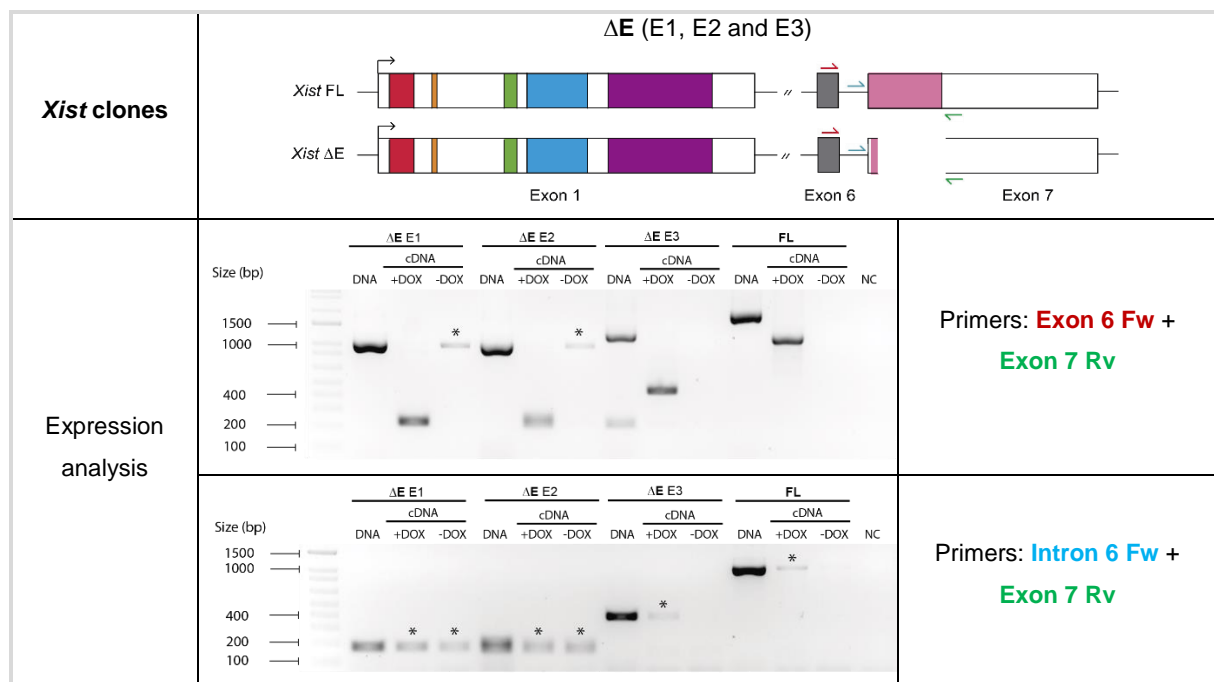 Xist clones
ΔE (E1, E2 and E3)
Xist FL
//
Xist ΔE
//
Exon 1
Exon 6
Exon 7
Expression
analysis
ΔE E1
ΔE E2
ΔE E3
FL
cDNA
cDNA
cDNA
cDNA
Size (bp)
DNA
+DOX
-DOX
DNA
+DOX
-DOX
DNA
+DOX
-DOX
DNA
+DOX
-DOX
NC
1500
1000
400
200
100
*
*
Primers: Exon 6 Fw +
Exon 7 Rv
ΔE E1
ΔE E2
ΔE E3
FL
cDNA
cDNA
cDNA
cDNA
Size (bp)
DNA
+DOX
-DOX
DNA
+DOX
-DOX
DNA
+DOX
-DOX
DNA
+DOX
-DOX
NC
1500
1000
400
200
100
*
*
*
*
*
*
Primers: Intron 6 Fw +
Exon 7 Rv